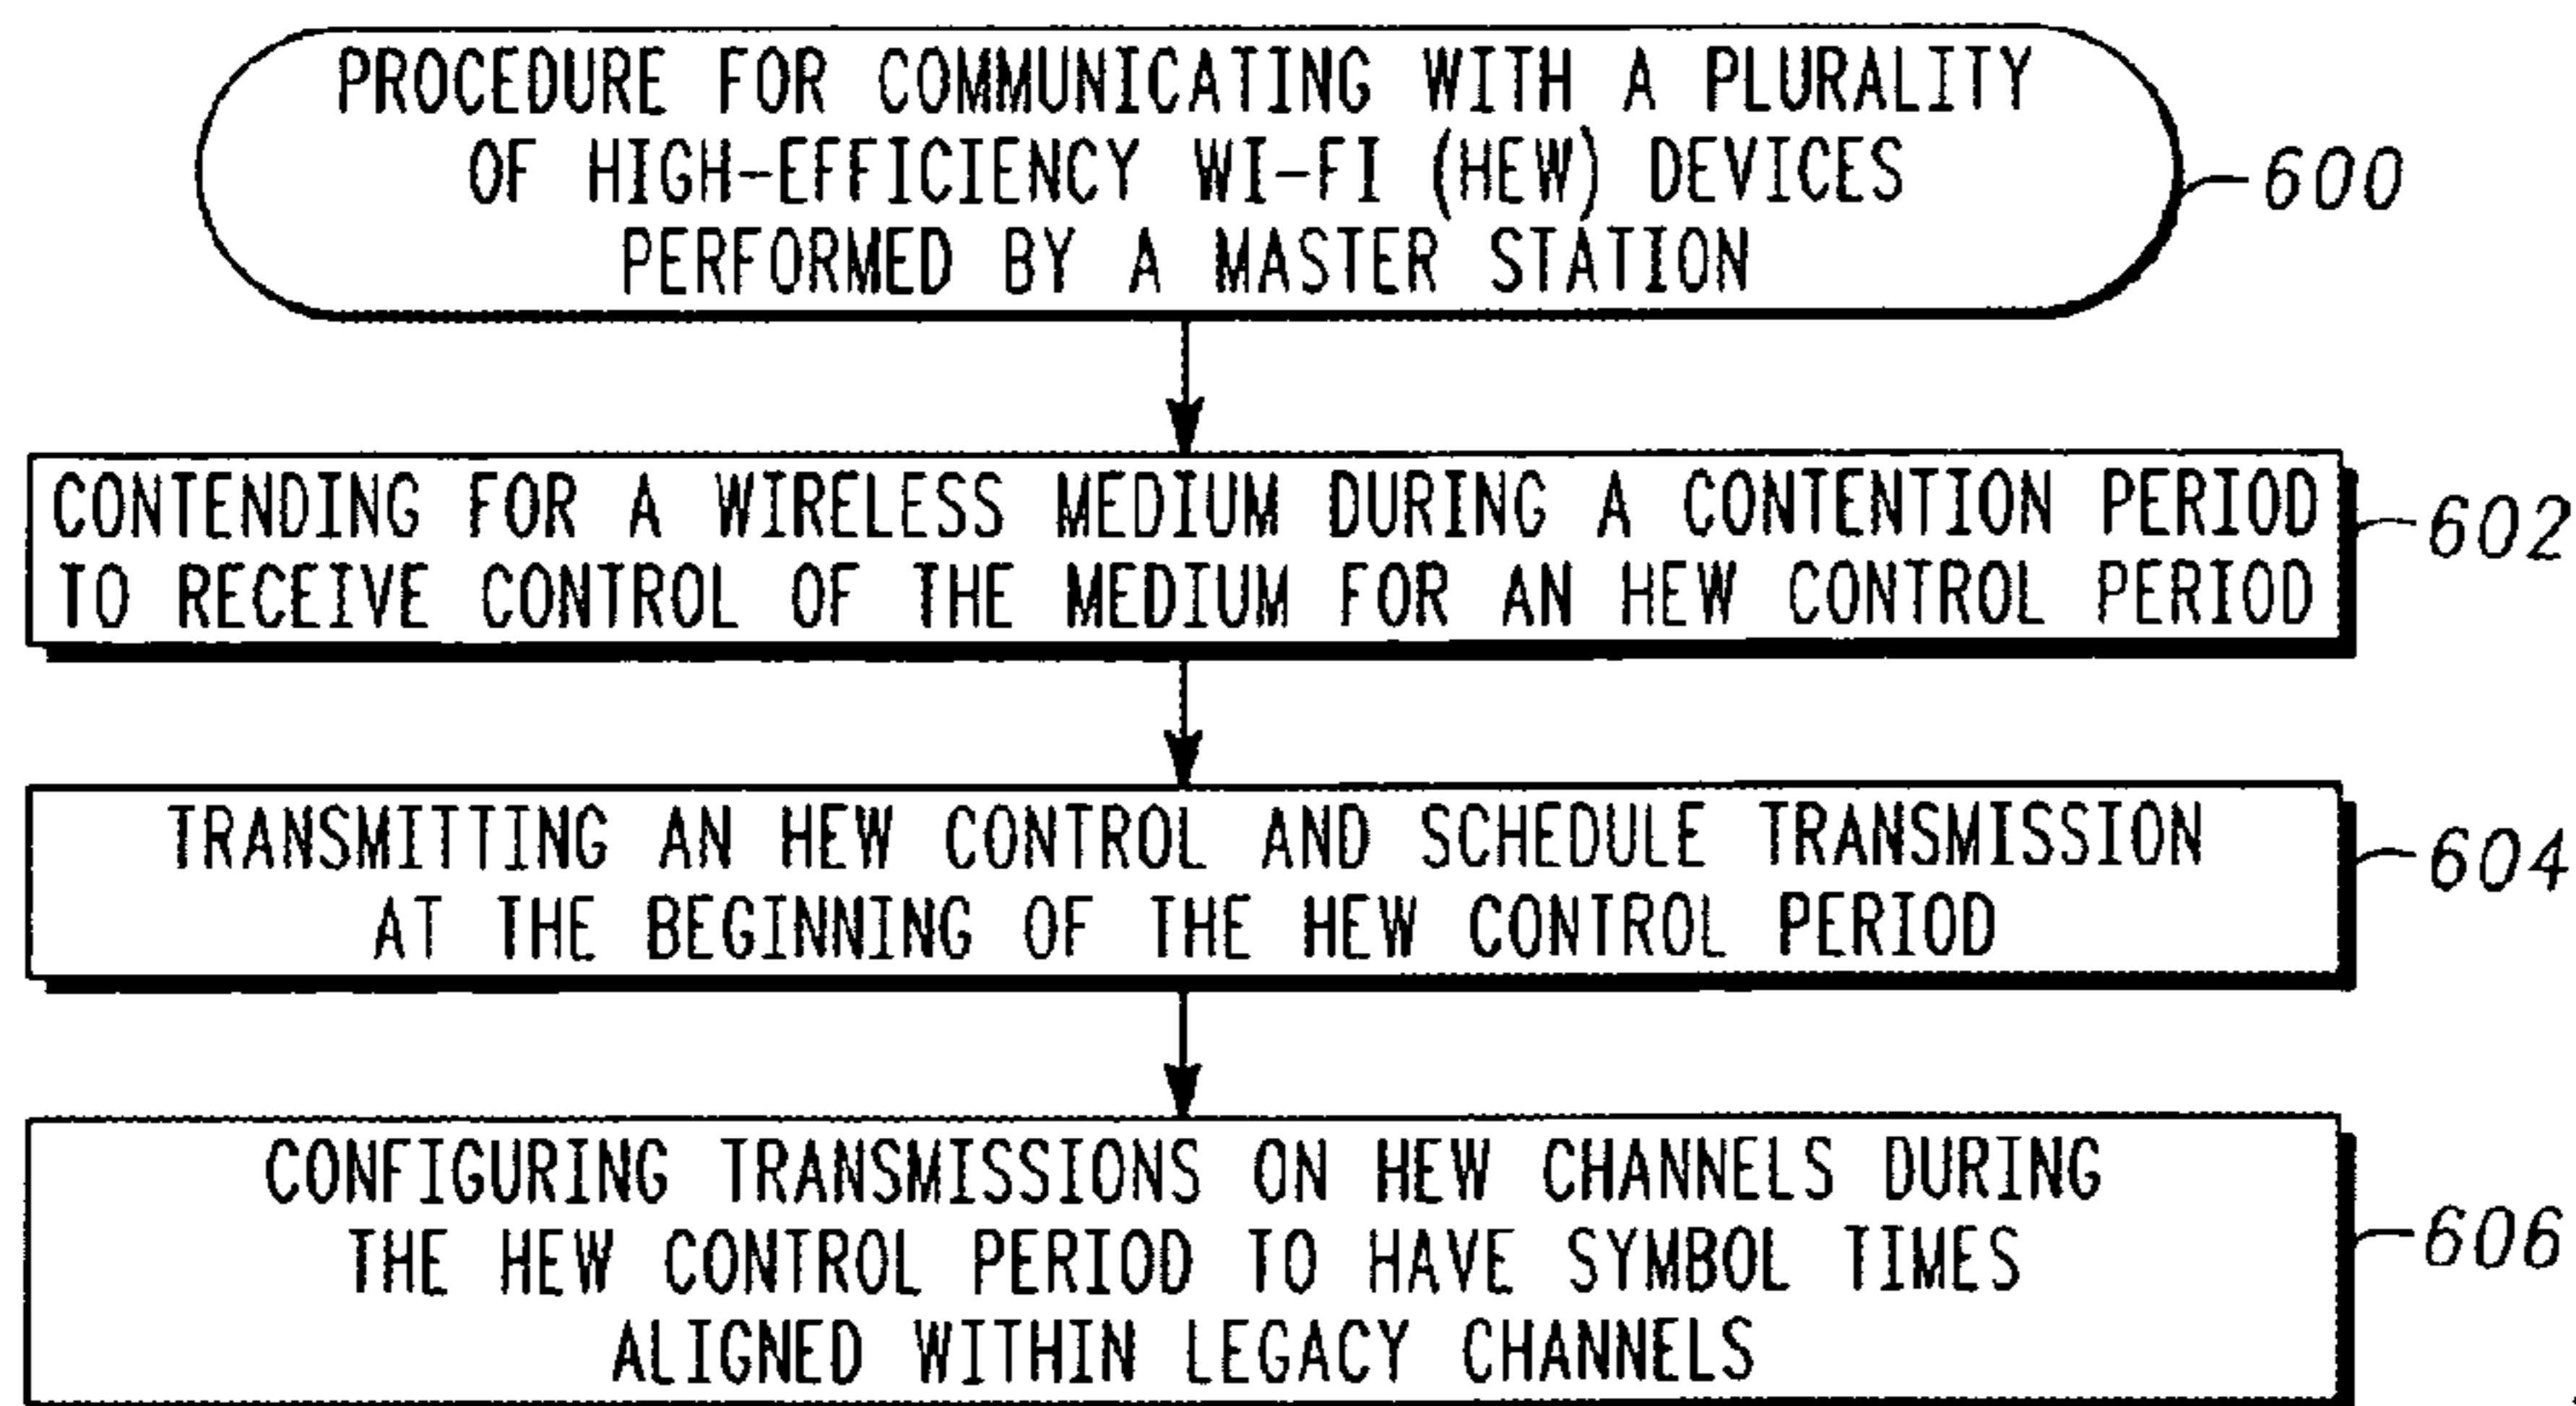 PROCEDURE FOR COMMUNICATING WITH A PLURALITY
OF HIGH-EFFICIENCY WI-FI (HEW) DEVICES
PERFORMED BY A MASTER STATION
600
CONTENDING FOR A WIRELESS MEDIUM DURING A CONTENTION PERIOD
TO RECEIVE CONTROL OF THE MEDIUM FOR AN HEW CONTROL PERIOD
602
TRANSMITTING AN HEW CONTROL AND SCHEDULE TRANSMISSION
AT THE BEGINNING OF THE HEW CONTROL PERIOD
604
CONFIGURING TRANSMISSIONS ON HEW CHANNELS DURING
THE HEW CONTROL PERIOD TO HAVE SYMBOL TIMES
ALIGNED WITHIN LEGACY CHANNELS
606